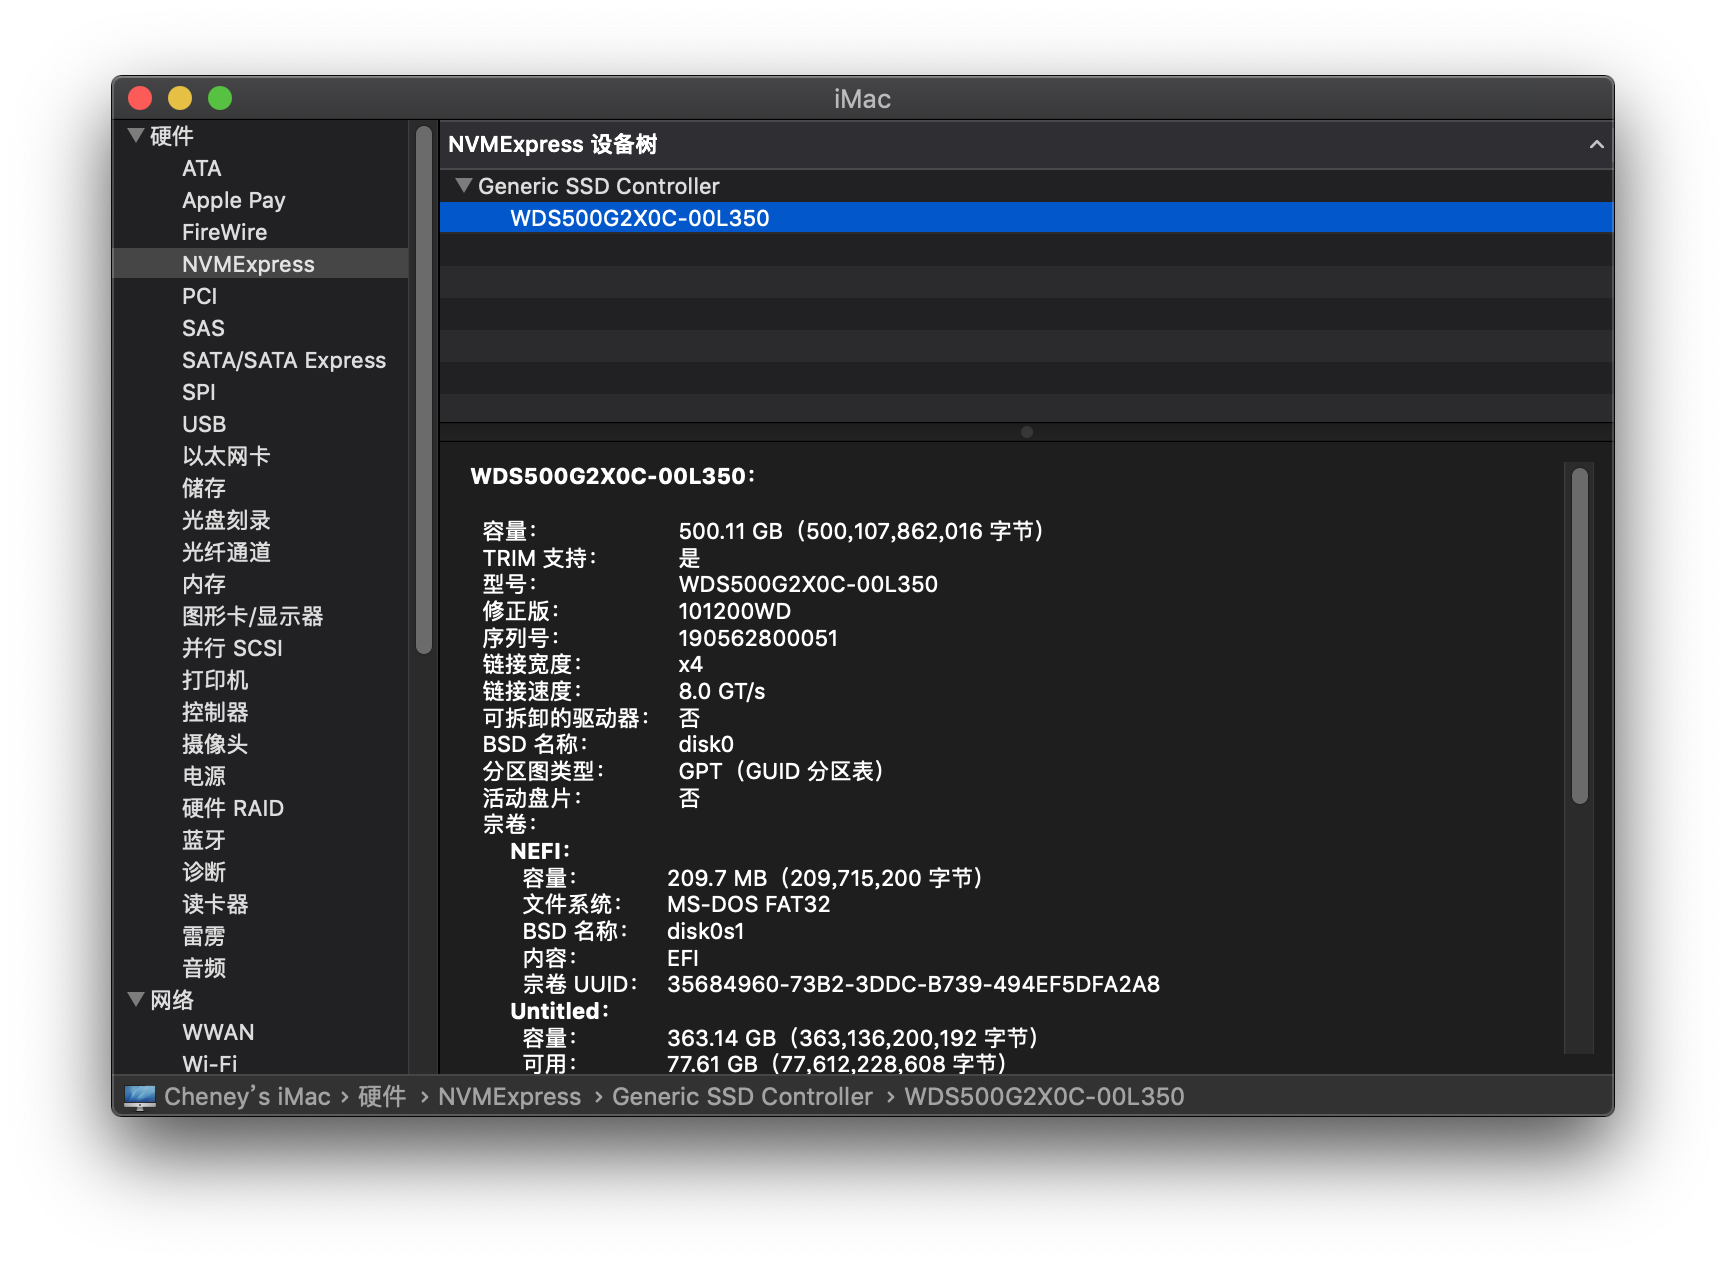 iMac
硬件
ATA
Apple Pay
FireWire
NVMExpress
PCI
SAS
SATA/SATA Express
SPI
USB
以太网卡
储存
光盘刻录
光纤通道
内存
图形卡/显示器
并行 SCSI
打印机
控制器
摄像头
电源
硬件 RAID
蓝牙
诊断
读卡器
雷雳
音频
网络
WWAN
Wi-Fi
NVMExpress 设备树
Generic SSD Controller
WDS500G2X0C-00L350
WDS500G2X0C-00L350：
容量： 500.11 GB（500,107,862,016 字节）
TRIM 支持： 是
型号： WDS500G2X0C-00L350
修正版： 101200WD
序列号： 190562800051
链接宽度： x4
链接速度： 8.0 GT/s
可拆卸的驱动器： 否
BSD 名称： disk0
分区图类型： GPT（GUID 分区表）
活动盘片： 否
宗卷：
NEFI：
容量： 209.7 MB（209,715,200 字节）
文件系统： MS-DOS FAT32
BSD 名称： disk0s1
内容： EFI
宗卷 UUID： 35684960-73B2-3DDC-B739-494EF5DFA2A8
Untitled：
容量： 363.14 GB（363,136,200,192 字节）
可用： 77.61 GB（77,612,228,608 字节）
Cheney’s iMac › 硬件 › NVMExpress › Generic SSD Controller › WDS500G2X0C-00L350